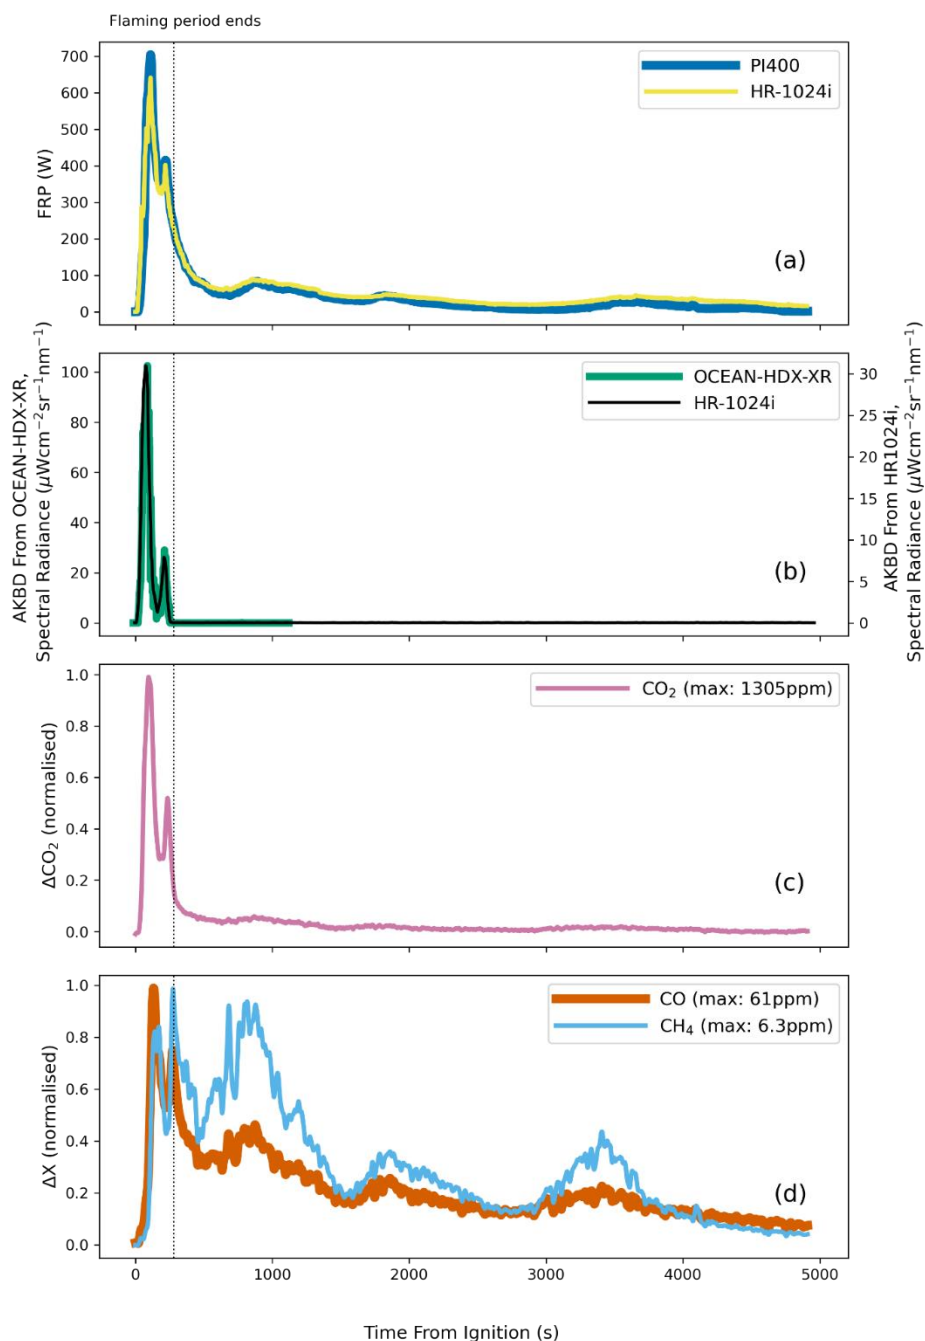 Flaming period ends
700
600
500
400
300
200
100
0
FRP (W)
PI400
HR-1024i
(a)
100
80
60
40
20
0
AKBD From OCEAN-HDX-XR,
Spectral Radiance (μWcm⁻²sr⁻¹nm⁻¹)
OCEAN-HDX-XR
HR-1024i
(b)
30
25
20
15
10
5
0
AKBD From HR1024i,
Spectral Radiance (μWcm⁻²sr⁻¹nm⁻¹)
1.0
0.8
0.6
0.4
0.2
0.0
ΔCO₂ (normalised)
CO₂ (max: 1305ppm)
(c)
1.0
0.8
0.6
0.4
0.2
0.0
ΔX (normalised)
CO (max: 61ppm)
CH₄ (max: 6.3ppm)
(d)
0 1000 2000 3000 4000 5000
Time From Ignition (s)